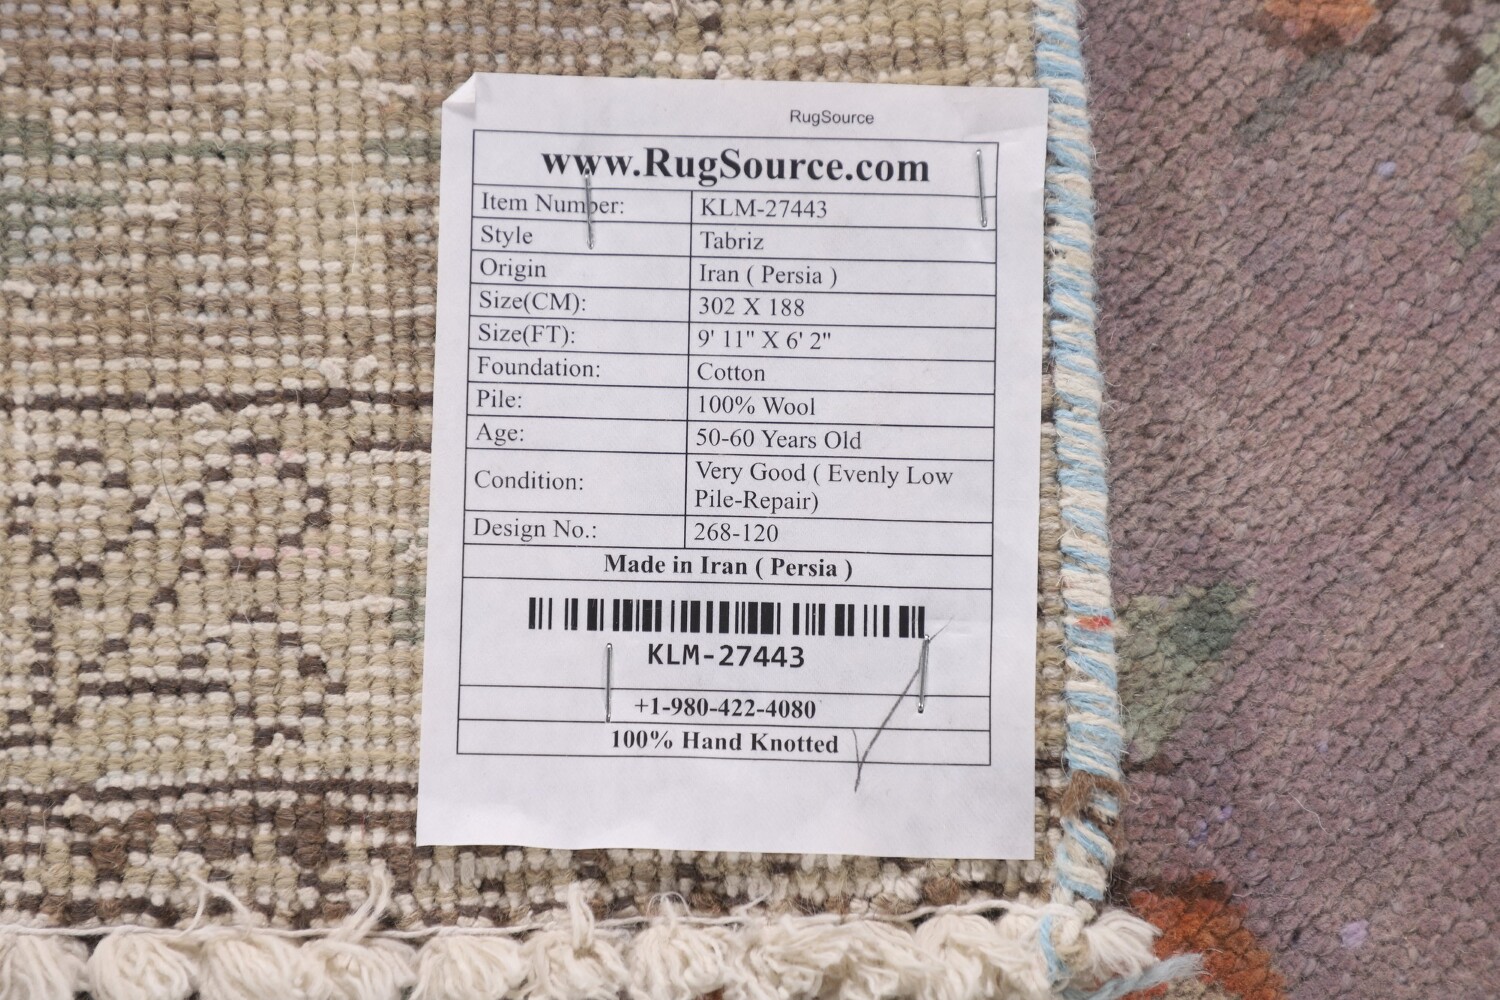 RugSource
www.RugSource.com
Item Number: KLM-27443
Style Tabriz
Origin Iran ( Persia )
Size(CM): 302 X 188
Size(FT): 9' 11" X 6' 2"
Foundation: Cotton
Pile: 100% Wool
Age: 50-60 Years Old
Condition: Very Good ( Evenly Low
Pile-Repair)
Design No.: 268-120
Made in Iran ( Persia )
KLM-27443
+1-980-422-4080
100% Hand Knotted